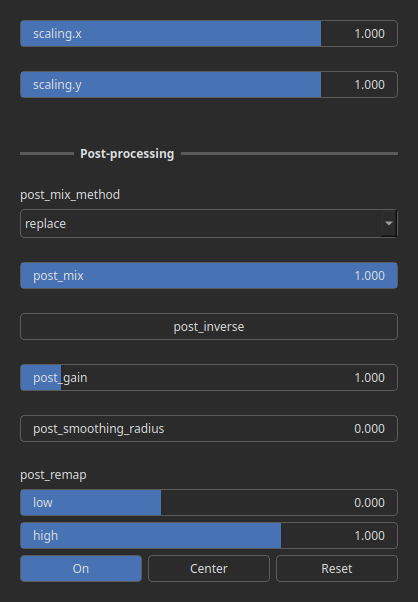 scaling.x 1.000
scaling.y 1.000
Post-processing
post_mix_method
replace
post_mix 1.000
post_inverse
post_gain 1.000
post_smoothing_radius 0.000
post_remap
low 0.000
high 1.000
On Center Reset